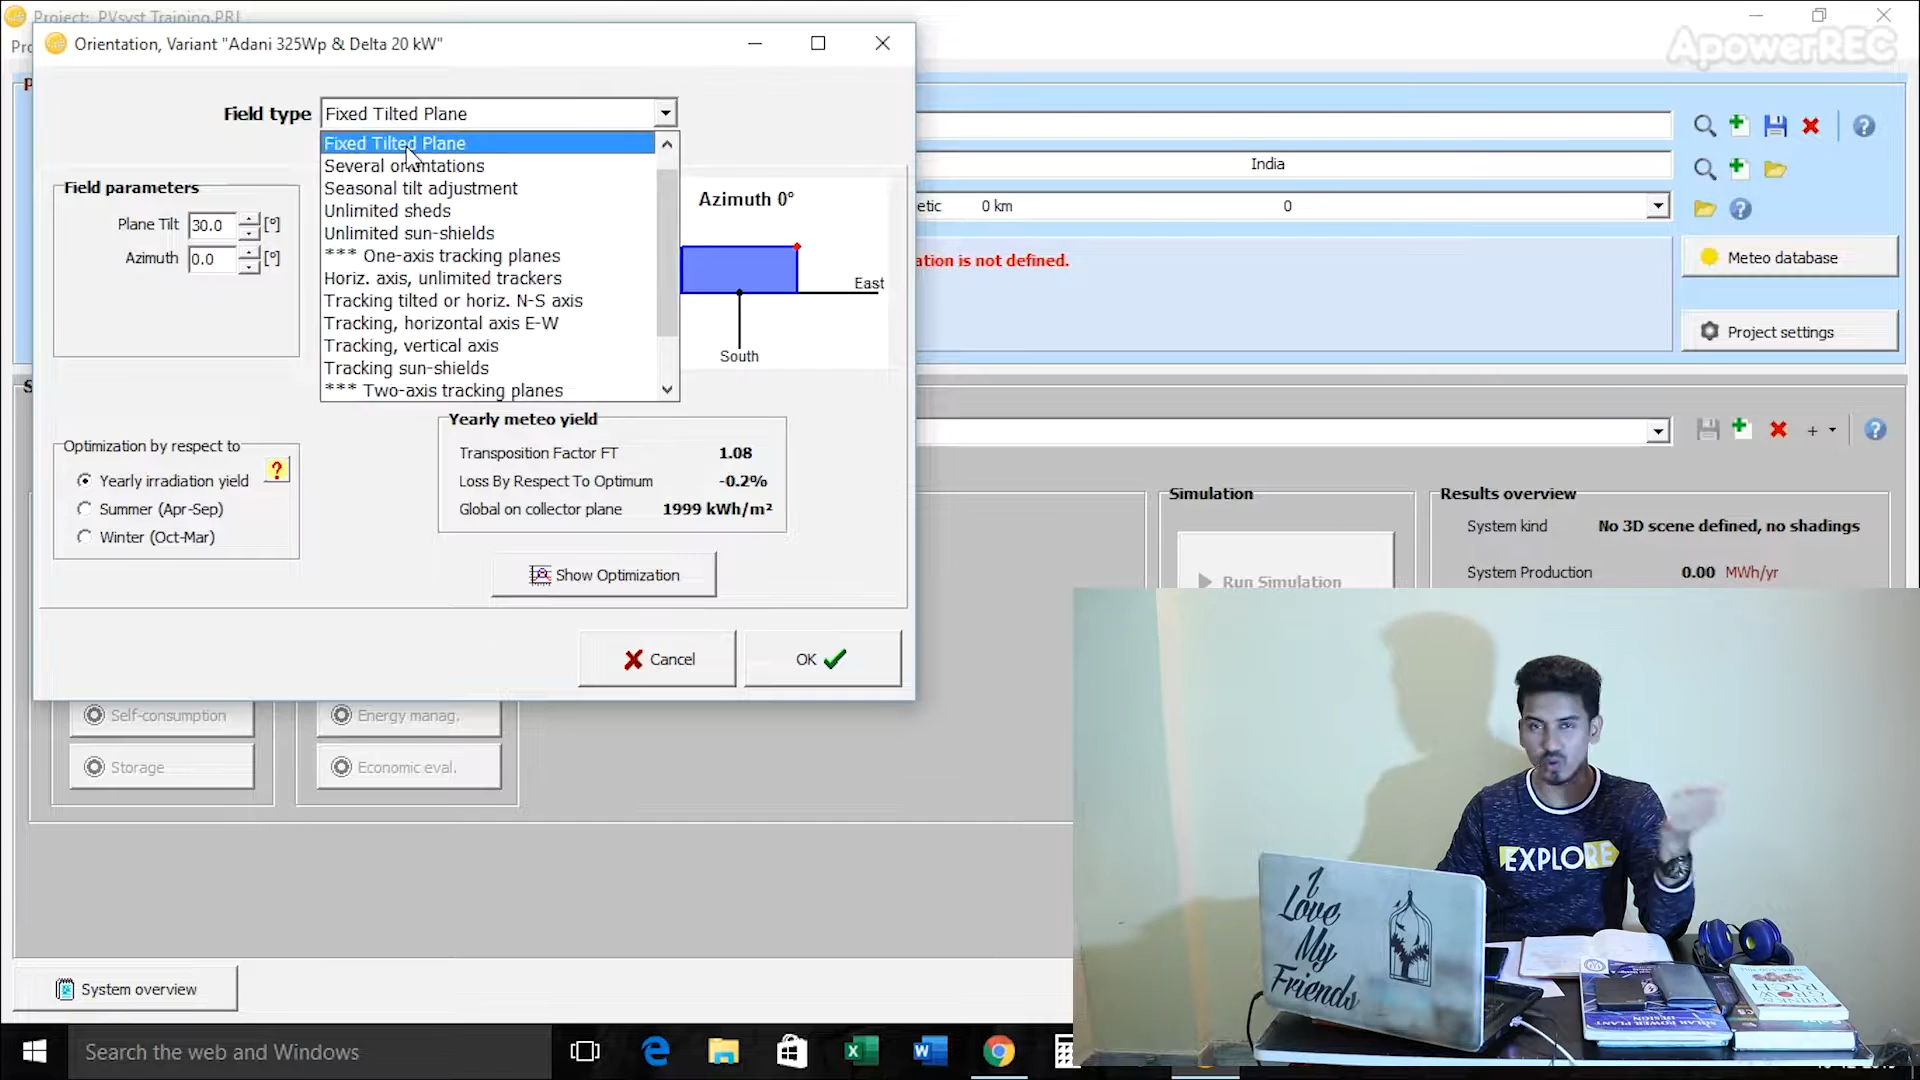 Project: PVsyst Training.PRJ
Orientation, Variant "Adani 325Wp & Delta 20 kW"
ApowerREC
Field type
Fixed Tilted Plane
Fixed Tilted Plane
Several orientations
Seasonal tilt adjustment
Unlimited sheds
Unlimited sun-shields
*** One-axis tracking planes
Horiz. axis, unlimited trackers
Tracking tilted or horiz. N-S axis
Tracking, horizontal axis E-W
Tracking, vertical axis
Tracking sun-shields
*** Two-axis tracking planes
Field parameters
Plane Tilt 30.0 [°]
Azimuth 0.0 [°]
Azimuth 0°
East
South
India
etic 0 km 0
ation is not defined.
Meteo database
Project settings
Optimization by respect to
Yearly irradiation yield ?
Summer (Apr-Sep)
Winter (Oct-Mar)
Yearly meteo yield
Transposition Factor FT 1.08
Loss By Respect To Optimum -0.2%
Global on collector plane 1999 kWh/m²
Show Optimization
Cancel
OK
Simulation
Run Simulation
Results overview
System kind No 3D scene defined, no shadings
System Production 0.00 MWh/yr
Self-consumption
Energy manag.
Storage
Economic eval.
System overview
EXPLORE
I
Love
My
Friends
SOLAR POWER PLANT
DESIGN
THINK &
RICH
Search the web and Windows